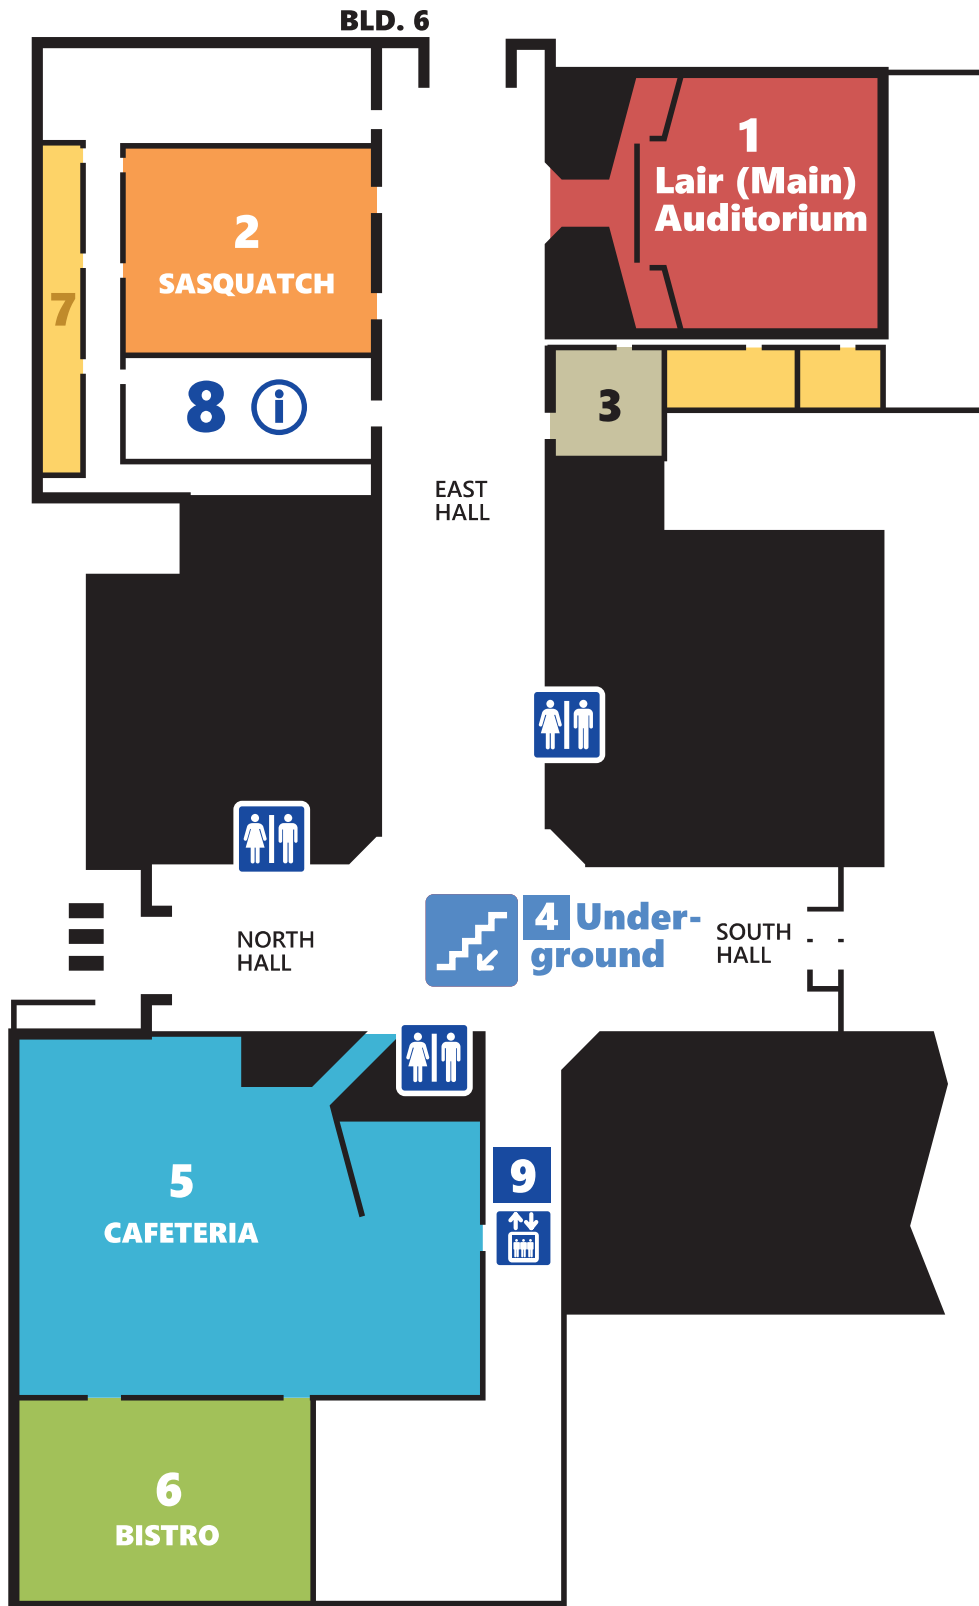 BLD. 6
1
Lair (Main)
Auditorium
2
SASQUATCH
7
8 i
3
EAST
HALL
4 Under-
ground
NORTH
HALL
SOUTH
HALL
5
CAFETERIA
9
6
BISTRO